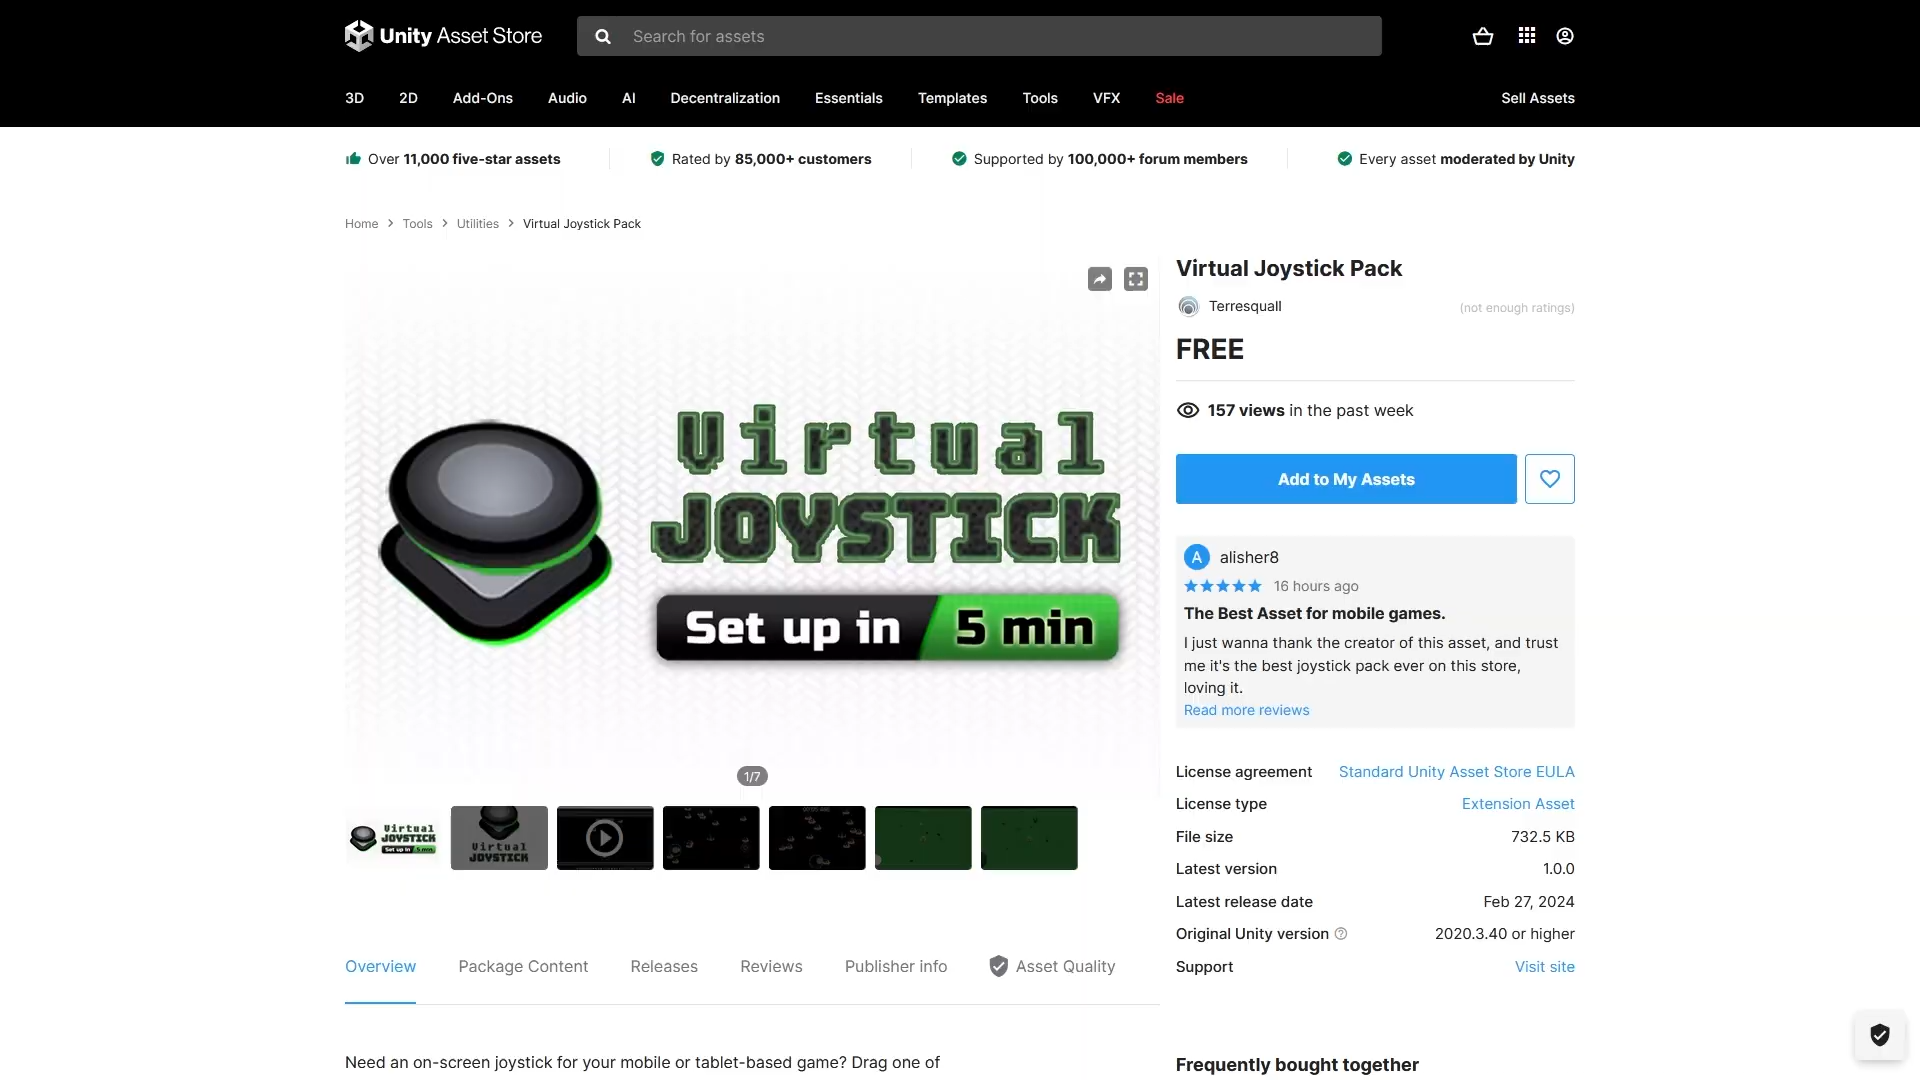 Unity Asset Store
Search for assets
3D 2D Add-Ons Audio AI Decentralization Essentials Templates Tools VFX Sale Sell Assets
Over 11,000 five-star assets Rated by 85,000+ customers Supported by 100,000+ forum members Every asset moderated by Unity
Home > Tools > Utilities > Virtual Joystick Pack
Virtual
JOYSTICK
Set up in 5 min
1/7
Virtual
JOYSTICK
Set up in 5 min
Virtual
JOYSTICK
Virtual Joystick Pack
Terresquall (not enough ratings)
FREE
157 views in the past week
Add to My Assets
A alisher8
16 hours ago
The Best Asset for mobile games.
I just wanna thank the creator of this asset, and trust
me it's the best joystick pack ever on this store,
loving it.
Read more reviews
License agreement Standard Unity Asset Store EULA
License type Extension Asset
File size 732.5 KB
Latest version 1.0.0
Latest release date Feb 27, 2024
Original Unity version 2020.3.40 or higher
Support Visit site
Overview Package Content Releases Reviews Publisher info Asset Quality
Need an on-screen joystick for your mobile or tablet-based game? Drag one of
Frequently bought together